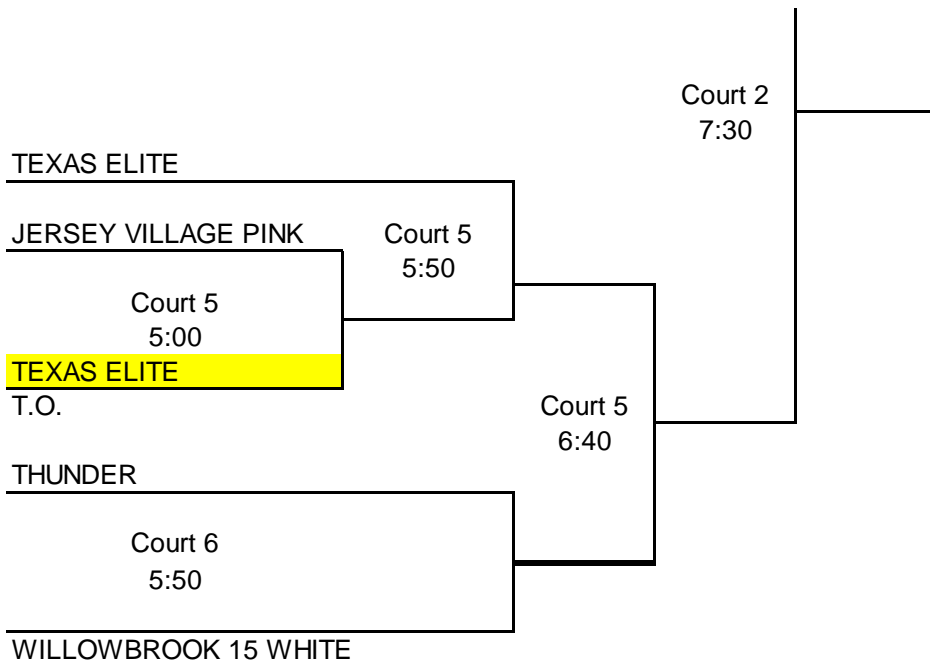 Court 2
7:30
TEXAS ELITE
JERSEY VILLAGE PINK
Court 5
5:50
Court 5
5:00
TEXAS ELITE
T.O.
Court 5
6:40
THUNDER
Court 6
5:50
WILLOWBROOK 15 WHITE